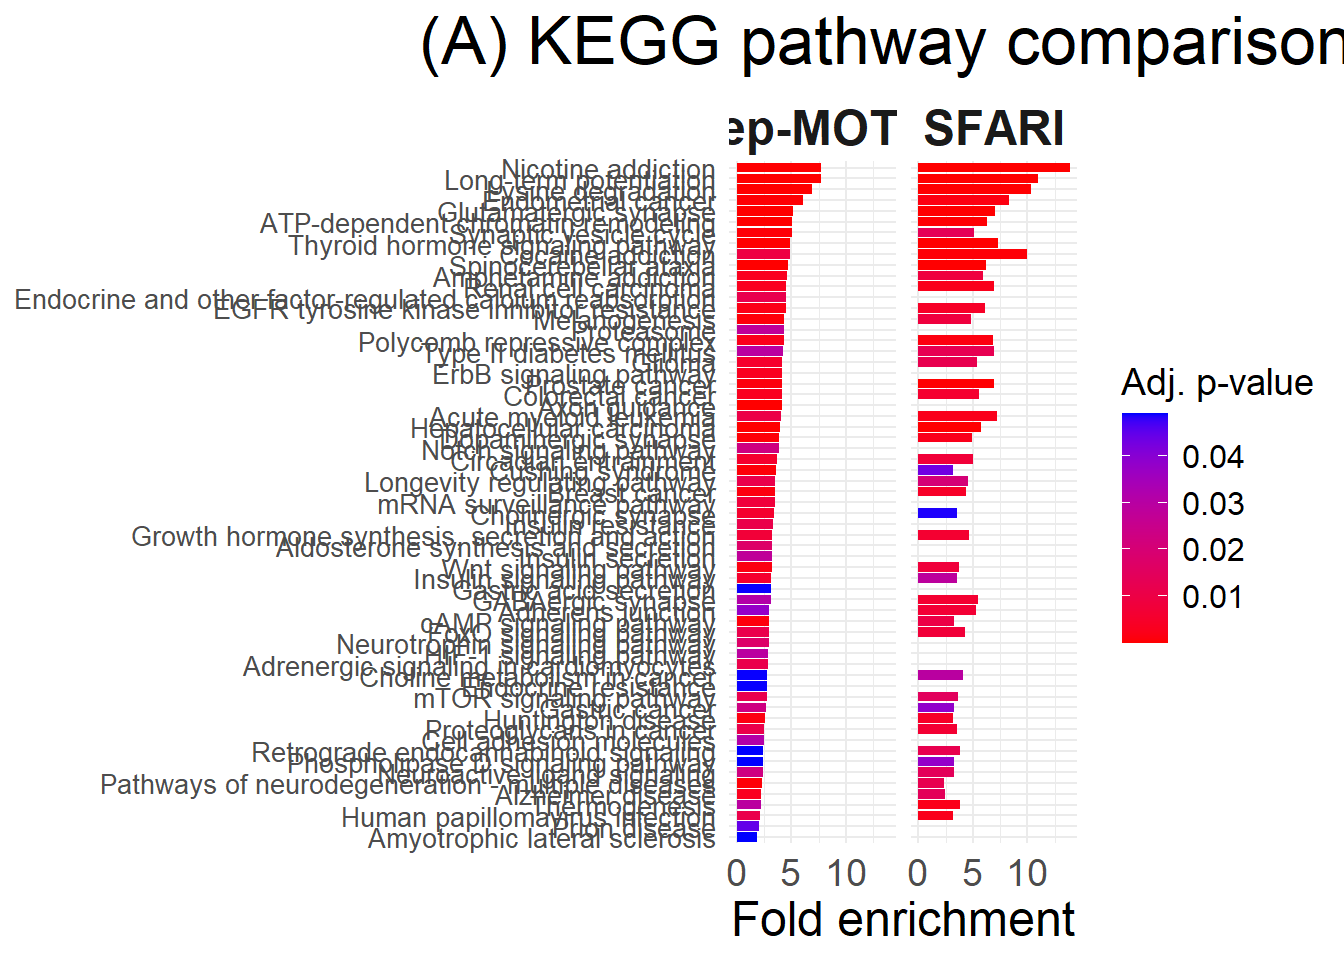 (A) KEGG pathway comparison
ep-MOT SFARI
Nicotine addiction
Long-term potentiation
Lysine degradation
Endometrial cancer
Glutamatergic synapse
ATP-dependent chromatin remodeling
Synaptic vesicle cycle
Thyroid hormone signaling pathway
Cocaine addiction
Spinocerebellar ataxia
Amphetamine addiction
Renal cell carcinoma
Endocrine and other factor-regulated calcium reabsorption
EGFR tyrosine kinase inhibitor resistance
Melanogenesis
Proteasome
Polycomb repressive complex
Type II diabetes mellitus
Glioma
ErbB signaling pathway
Prostate cancer
Colorectal cancer
Axon guidance
Acute myeloid leukemia
Hepatocellular carcinoma
Dopaminergic synapse
Notch signaling pathway
Circadian entrainment
Cushing syndrome
Longevity regulating pathway
Breast cancer
mRNA surveillance pathway
Cholinergic synapse
Insulin resistance
Growth hormone synthesis, secretion and action
Aldosterone synthesis and secretion
Insulin secretion
Wnt signaling pathway
Insulin signaling pathway
Gastric acid secretion
GABAergic synapse
Adherens junction
cAMP signaling pathway
FoxO signaling pathway
Neurotrophin signaling pathway
HIF-1 signaling pathway
Adrenergic signaling in cardiomyocytes
Choline metabolism in cancer
Endocrine resistance
mTOR signaling pathway
Gastric cancer
Huntington disease
Proteoglycans in cancer
Cell adhesion molecules
Retrograde endocannabinoid signaling
Phospholipase D signaling pathway
Neuroactive ligand signaling
Pathways of neurodegeneration - multiple diseases
Alzheimer disease
Thermogenesis
Human papillomavirus infection
Prion disease
Amyotrophic lateral sclerosis
0 5 10 0 5 10
Fold enrichment
Adj. p-value
0.04
0.03
0.02
0.01